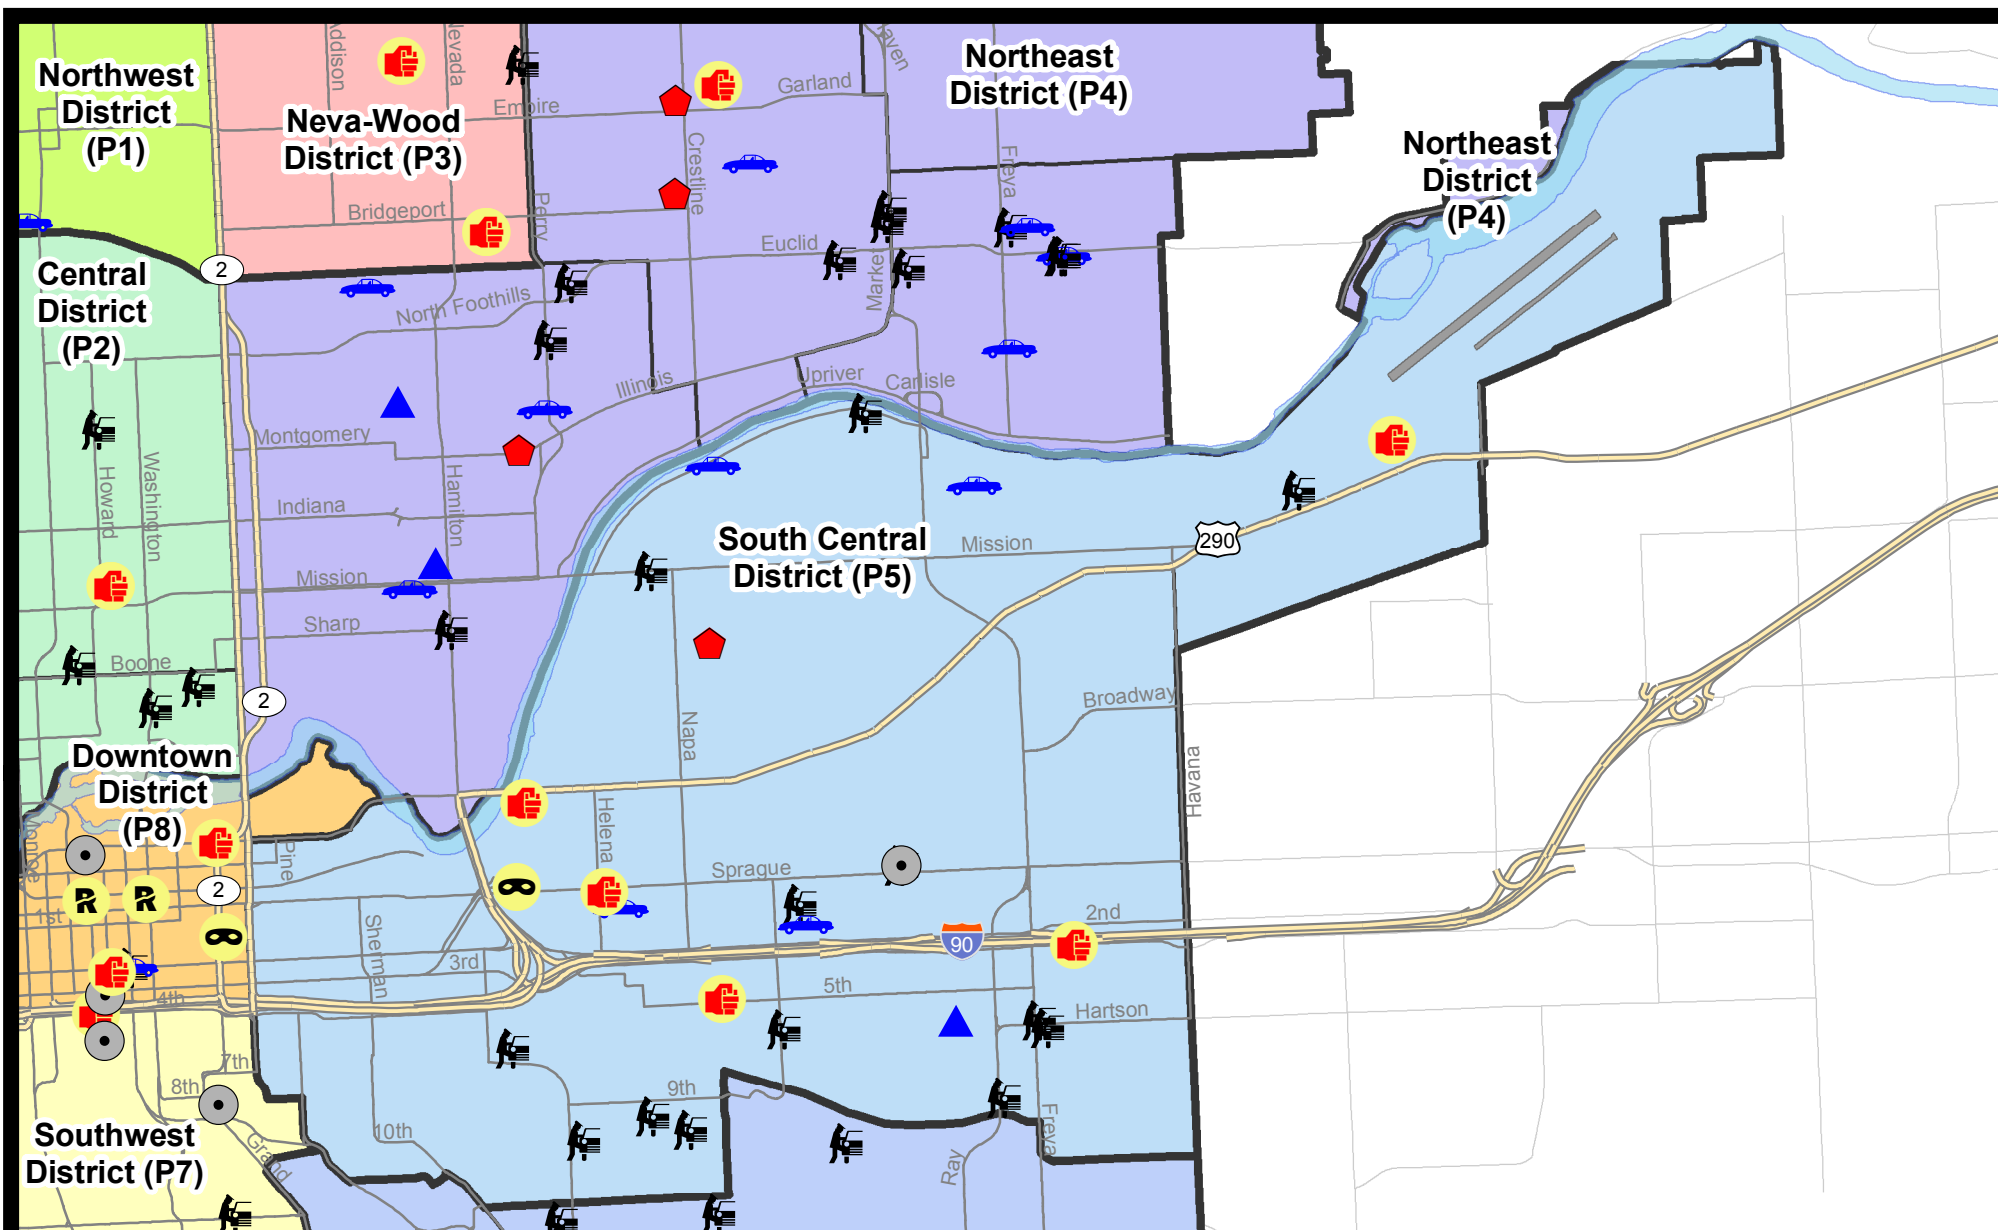 Northwest
District
(P1)
Neva-Wood
District (P3)
Northeast
District (P4)
Northeast
District
(P4)
Central
District
(P2)
South Central
District (P5)
Downtown
District
(P8)
Southwest
District (P7)
Nevada
Empire
Garland
Crestline
Freya
Bridgeport
Perry
Euclid
2
North Foothills
Illinois
Upriver
Carlisle
Montgomery
Howard
Washington
Hamilton
Indiana
Mission
Mission
290
Sharp
Boone
2
Broadway
Napa
Havana
Helena
Pine
Sprague
2
R
R
1st
Sherman
2nd
90
3rd
5th
4th
Hartson
7th
8th
9th
10th
Grand
Ray
Freya